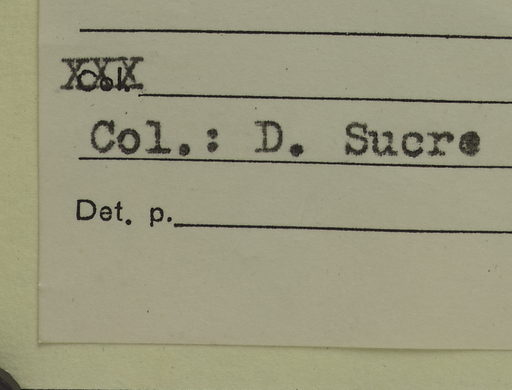 Col.
Col.: D. Sucre
Det. p.